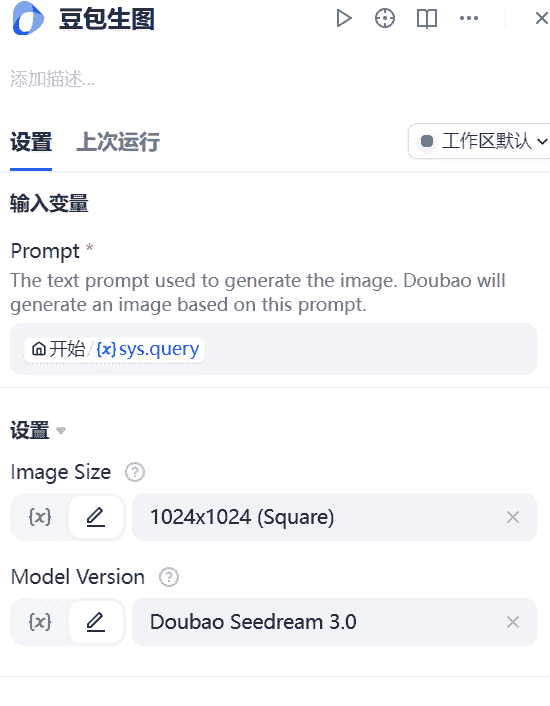 豆包生图
添加描述...
设置 上次运行 工作区默认
输入变量
Prompt *
The text prompt used to generate the image. Doubao will
generate an image based on this prompt.
开始/{x}sys.query
设置
Image Size ?
{x} 1024x1024 (Square)
Model Version ?
{x} Doubao Seedream 3.0